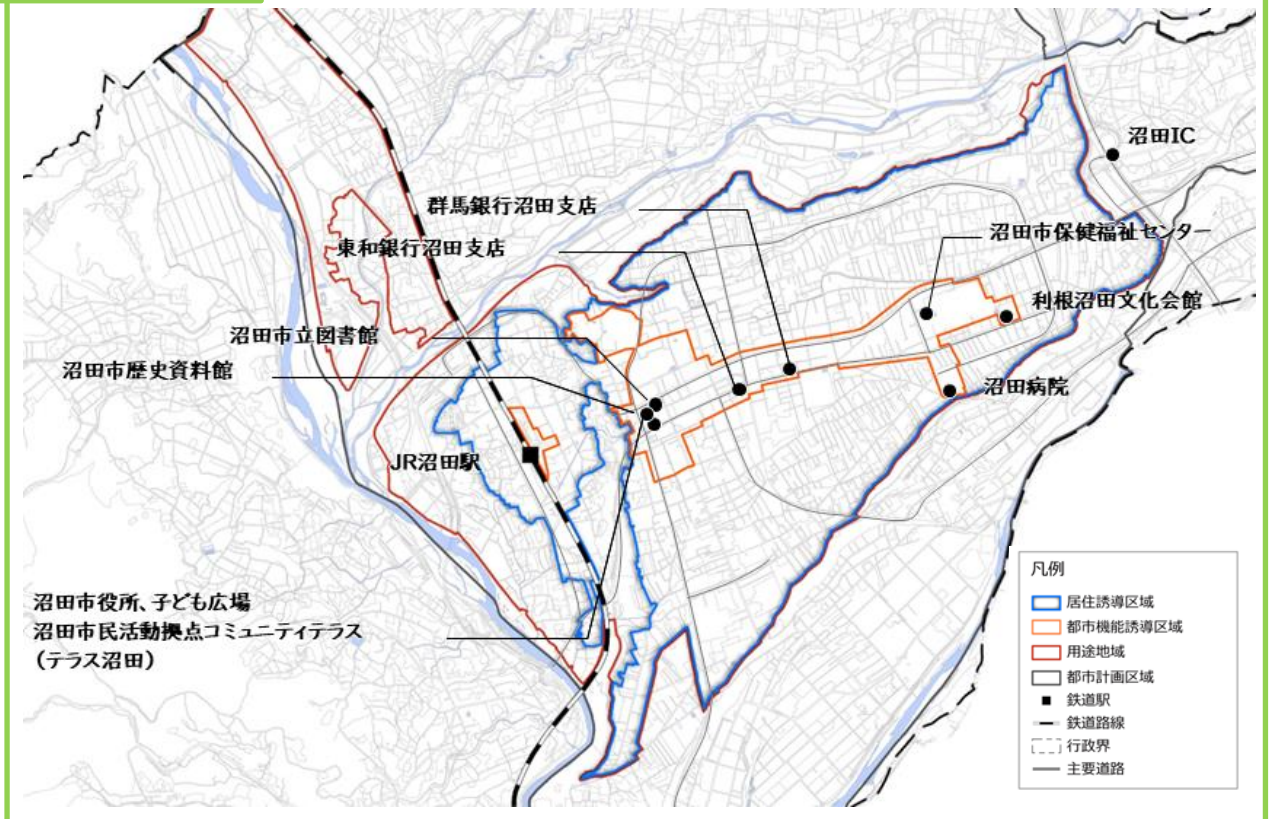 沼田IC
群馬銀行沼田支店
沼田市保健福祉センター
東和銀行沼田支店
利根沼田文化会館
沼田市立図書館
沼田市歴史資料館
沼田病院
JR沼田駅
沼田市役所、子ども広場
沼田市民活動拠点コミュニティテラス
(テラス沼田)
凡例
居住誘導区域
都市機能誘導区域
用途地域
都市計画区域
鉄道駅
鉄道路線
行政界
主要道路